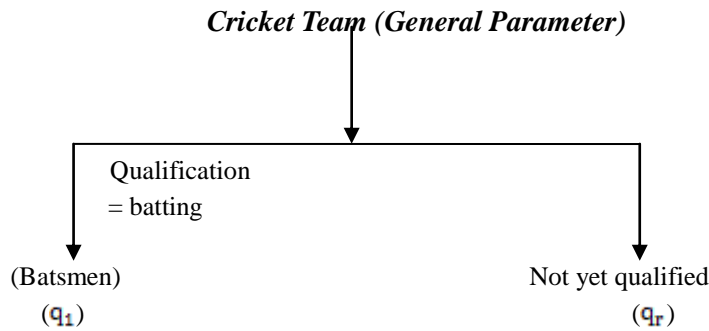 Cricket Team (General Parameter)
Qualification
= batting
(Batsmen)
(q₁)
Not yet qualified
(qᵣ)